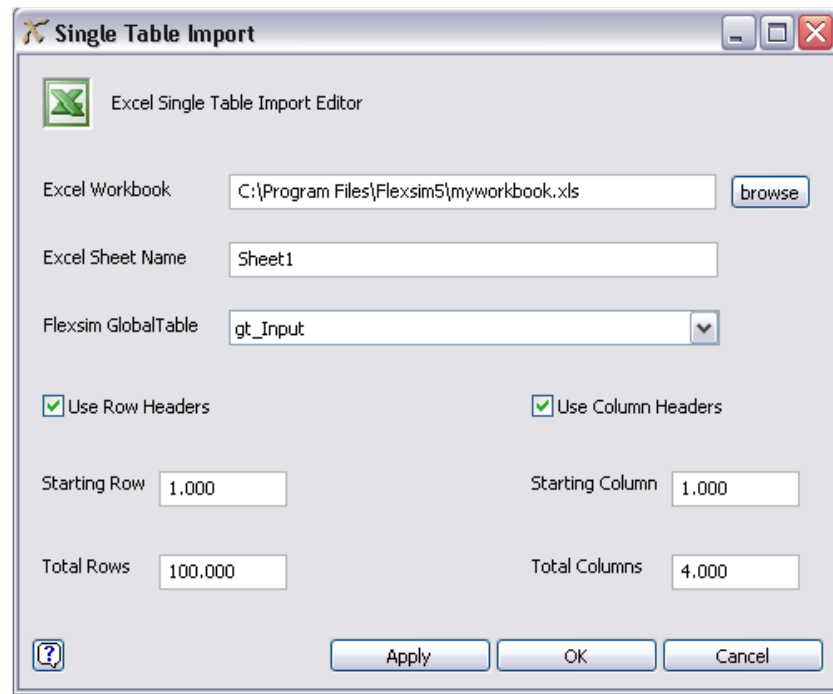 Single Table Import
Excel Single Table Import Editor
Excel Workbook C:\Program Files\Flexsim5\myworkbook.xls browse
Excel Sheet Name Sheet1
Flexsim GlobalTable gt_Input
Use Row Headers Use Column Headers
Starting Row 1.000 Starting Column 1.000
Total Rows 100.000 Total Columns 4.000
? Apply OK Cancel